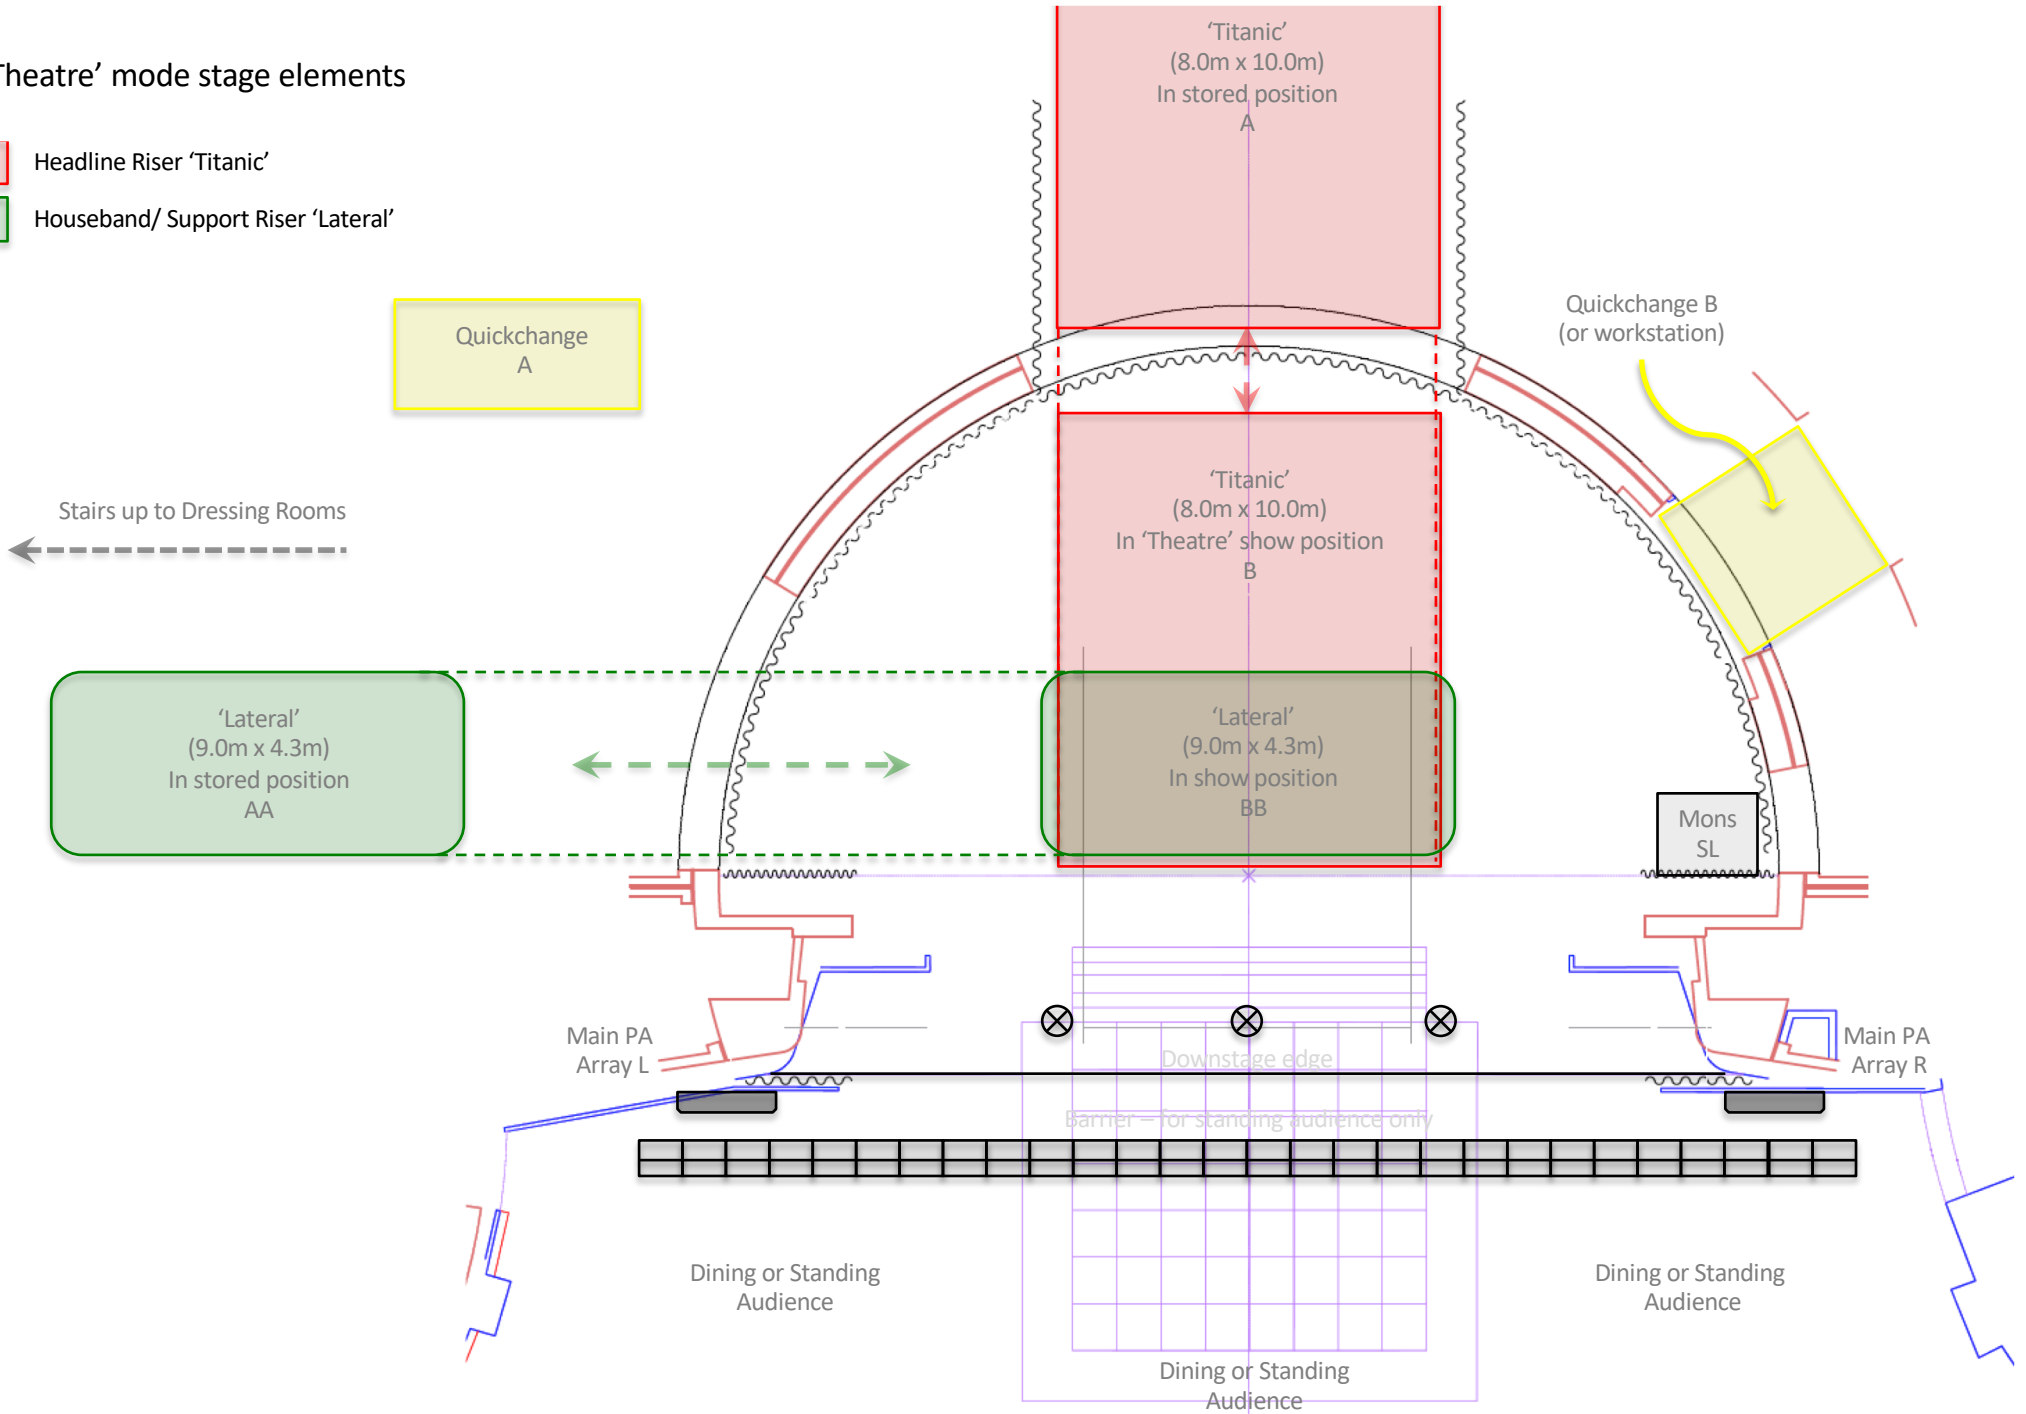 Theatre’ mode stage elements
Headline Riser ‘Titanic’
Houseband/ Support Riser ‘Lateral’
‘Titanic’
(8.0m x 10.0m)
In stored position
A
Quickchange
A
Quickchange B
(or workstation)
‘Titanic’
(8.0m x 10.0m)
In ‘Theatre’ show position
B
Stairs up to Dressing Rooms
‘Lateral’
(9.0m x 4.3m)
In stored position
AA
‘Lateral’
(9.0m x 4.3m)
In show position
BB
Mons
SL
Main PA
Array L
Main PA
Array R
Downstage edge
Barrier – for standing audience only
Dining or Standing
Audience
Dining or Standing
Audience
Dining or Standing
Audience